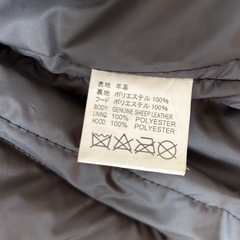 表地 羊革
裏地 ポリエステル 100%
フード ポリエステル 100%
BODY: GENUINE SHEEP LEATHER
LINING: 100% POLYESTER
HOOD: 100% POLYESTER